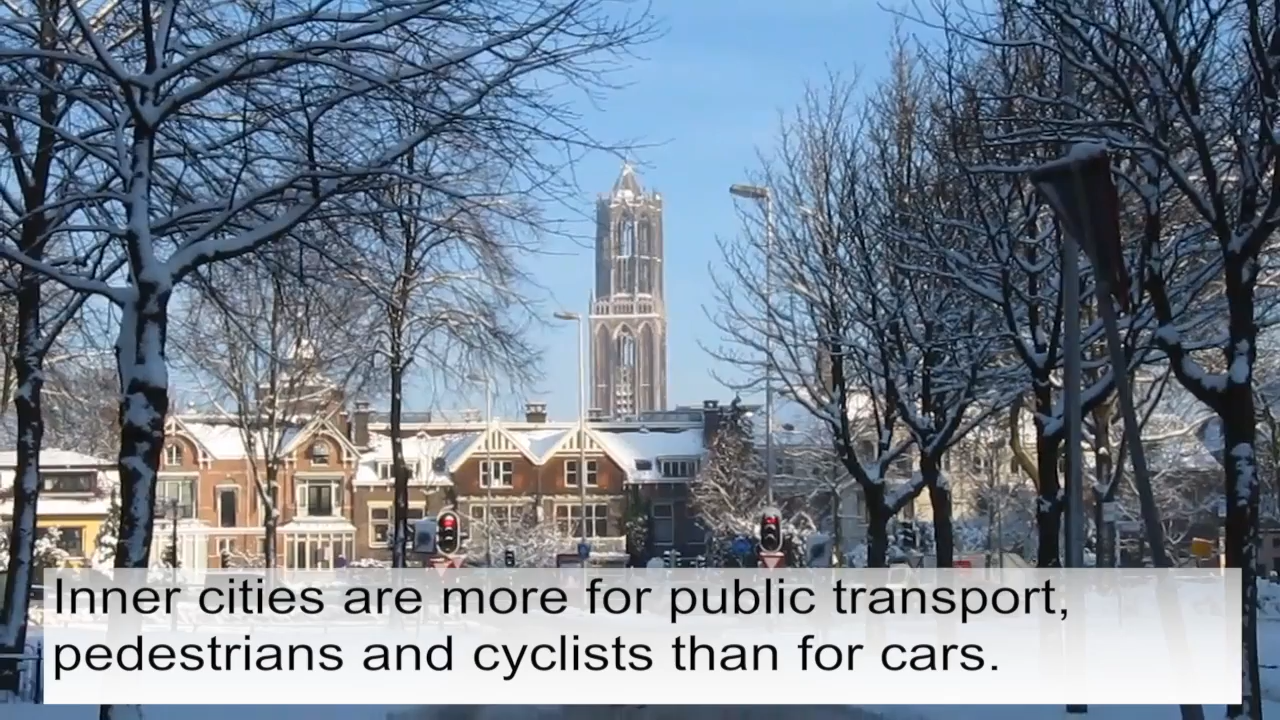 Inner cities are more for public transport,
pedestrians and cyclists than for cars.